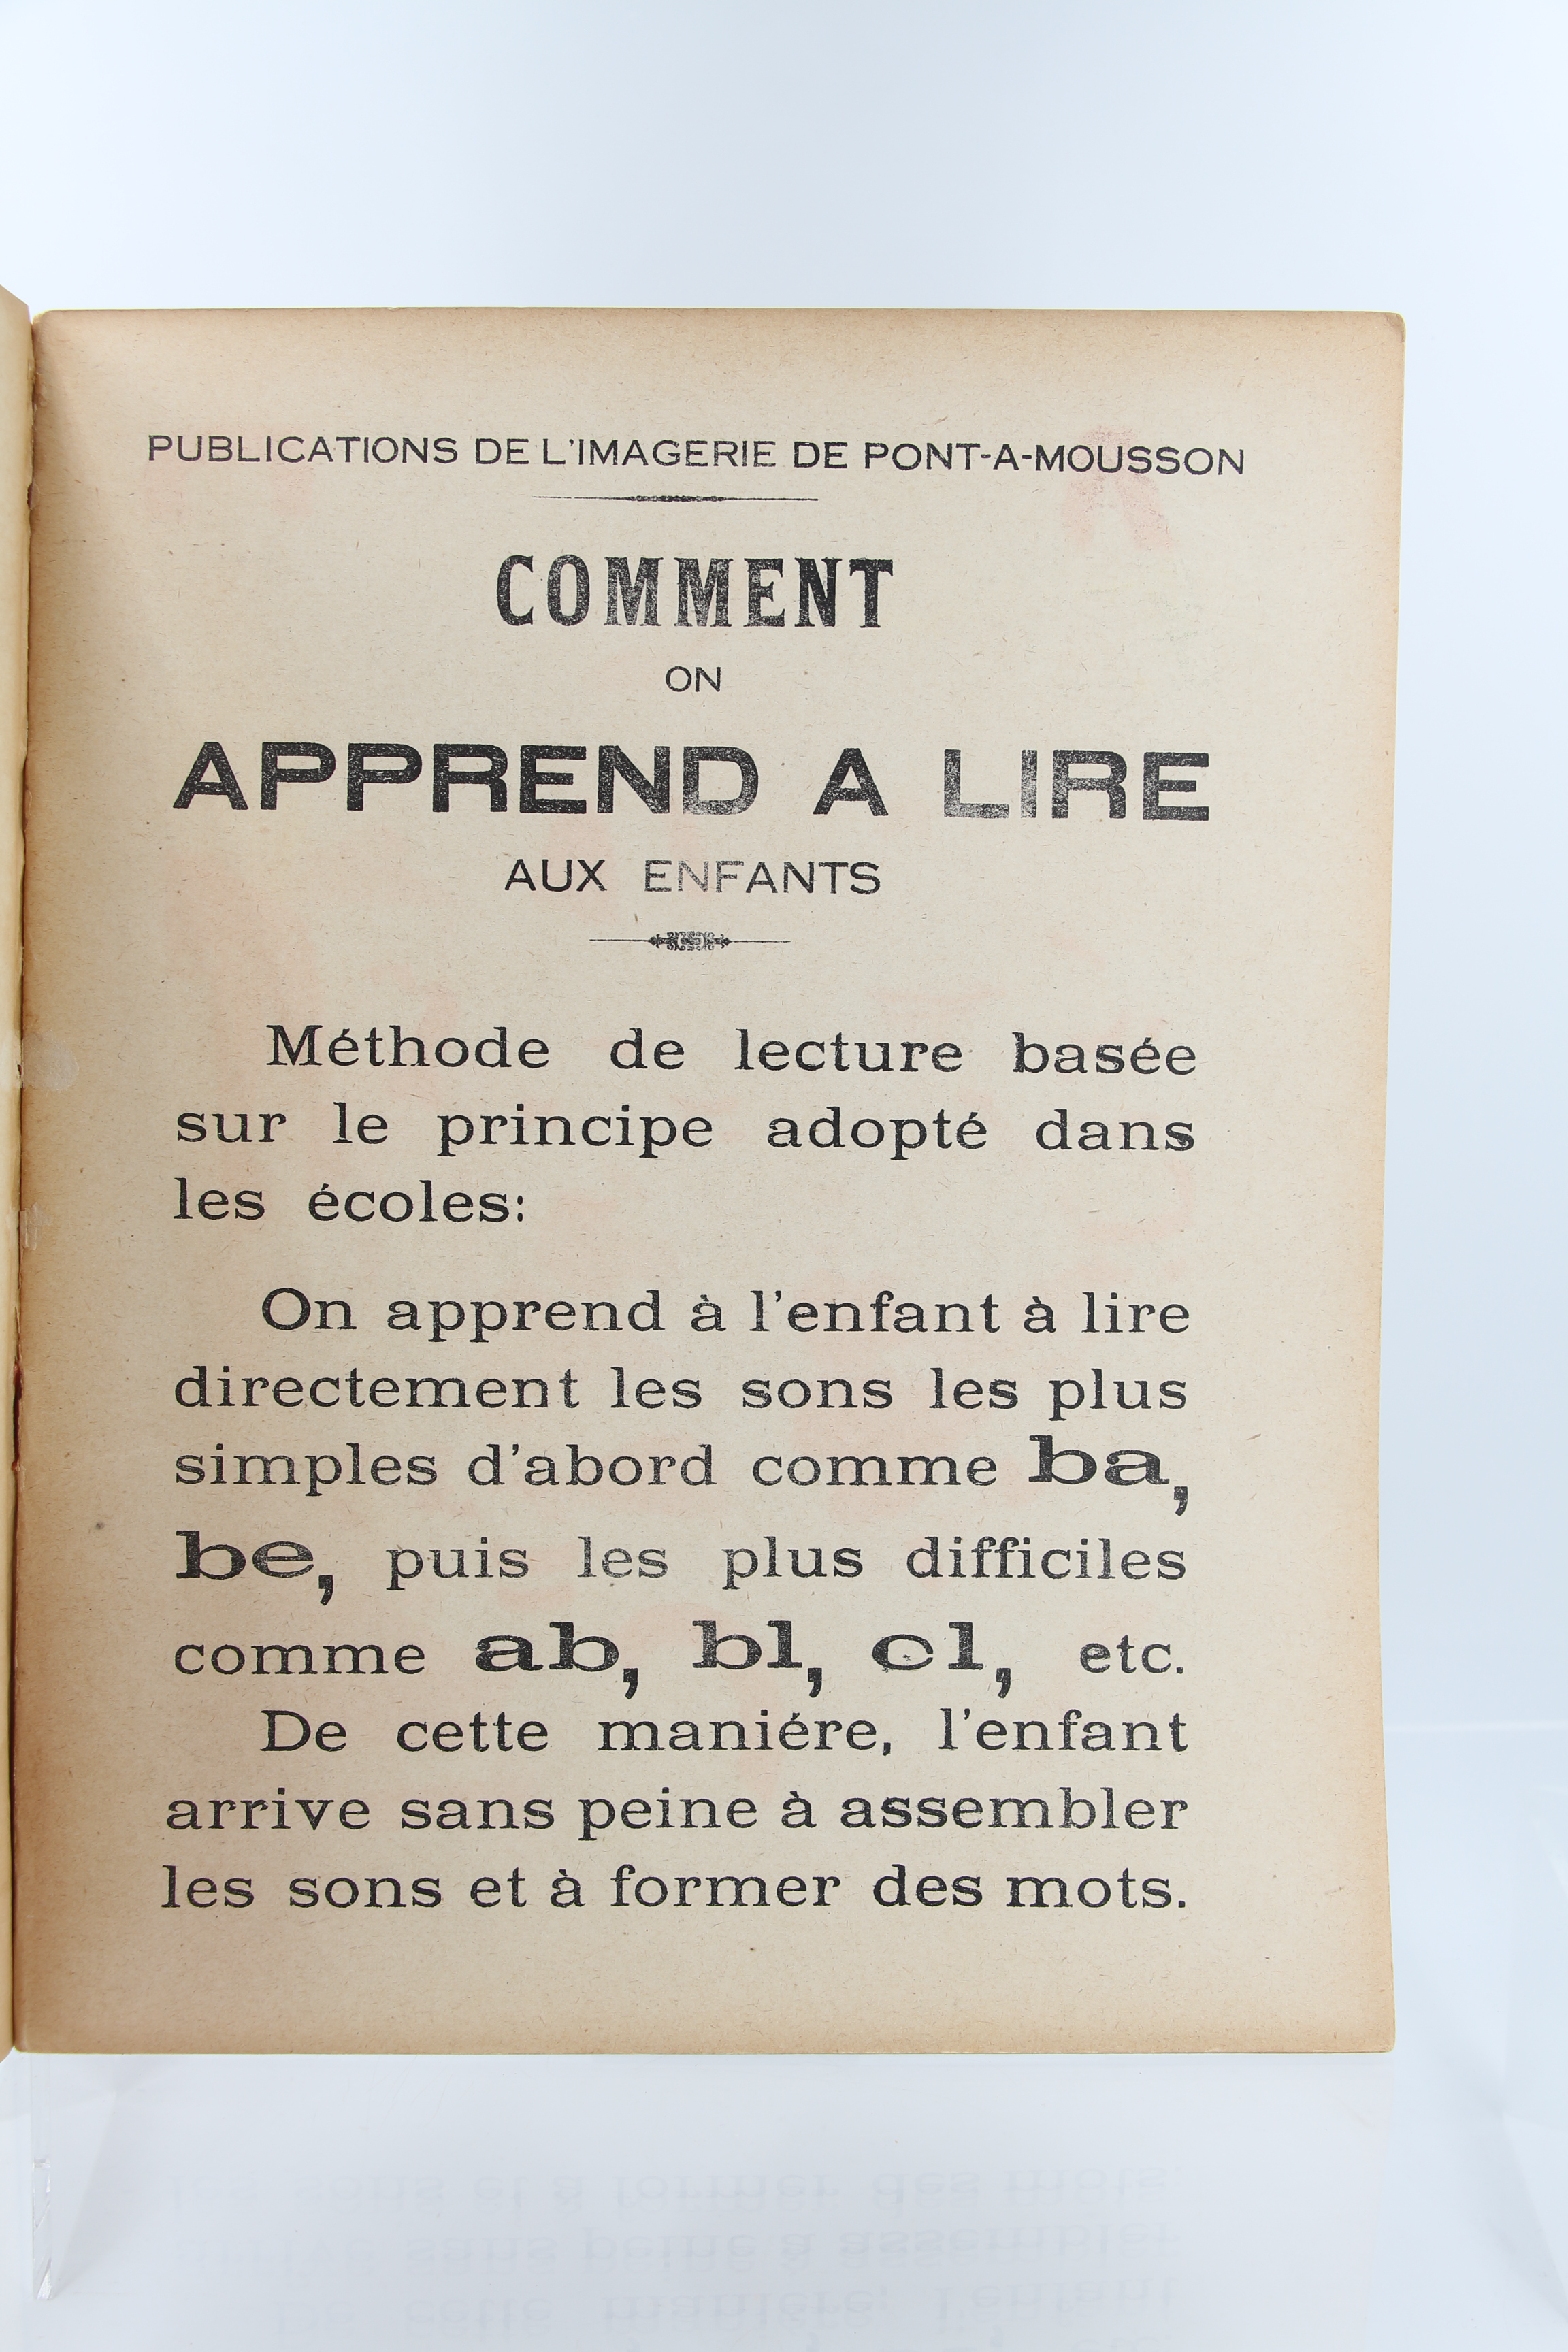 PUBLICATIONS DE L'IMAGERIE DE PONT-A-MOUSSON
COMMENT
ON
APPREND A LIRE
AUX ENFANTS
Méthode de lecture basée
sur le principe adopté dans
les écoles:
On apprend à l'enfant à lire
directement les sons les plus
simples d'abord comme ba,
be, puis les plus difficiles
comme ab, bl, cl, etc.
De cette maniére, l'enfant
arrive sans peine à assembler
les sons et à former des mots.